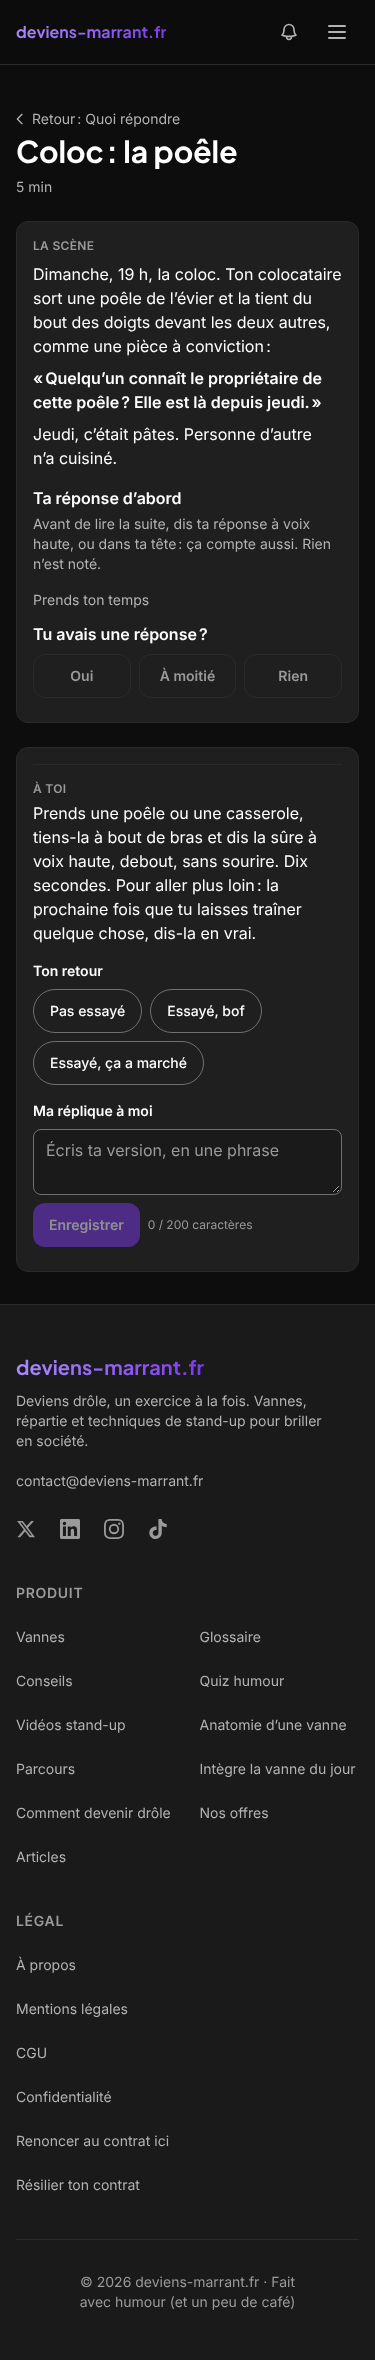 deviens-marrant.fr
Retour : Quoi répondre
Coloc : la poêle
5 min
LA SCÈNE
Dimanche, 19 h, la coloc. Ton colocataire
sort une poêle de l’évier et la tient du
bout des doigts devant les deux autres,
comme une pièce à conviction :
« Quelqu’un connaît le propriétaire de
cette poêle ? Elle est là depuis jeudi. »
Jeudi, c’était pâtes. Personne d’autre
n’a cuisiné.
Ta réponse d’abord
Avant de lire la suite, dis ta réponse à voix
haute, ou dans ta tête : ça compte aussi. Rien
n’est noté.
Prends ton temps
Tu avais une réponse ?
Oui
À moitié
Rien
À TOI
Prends une poêle ou une casserole,
tiens-la à bout de bras et dis la sûre à
voix haute, debout, sans sourire. Dix
secondes. Pour aller plus loin : la
prochaine fois que tu laisses traîner
quelque chose, dis-la en vrai.
Ton retour
Pas essayé
Essayé, bof
Essayé, ça a marché
Ma réplique à moi
Écris ta version, en une phrase
Enregistrer
0 / 200 caractères
deviens-marrant.fr
Deviens drôle, un exercice à la fois. Vannes,
répartie et techniques de stand-up pour briller
en société.
contact@deviens-marrant.fr
PRODUIT
Vannes
Glossaire
Conseils
Quiz humour
Vidéos stand-up
Anatomie d’une vanne
Parcours
Intègre la vanne du jour
Comment devenir drôle
Nos offres
Articles
LÉGAL
À propos
Mentions légales
CGU
Confidentialité
Renoncer au contrat ici
Résilier ton contrat
© 2026 deviens-marrant.fr · Fait
avec humour (et un peu de café)